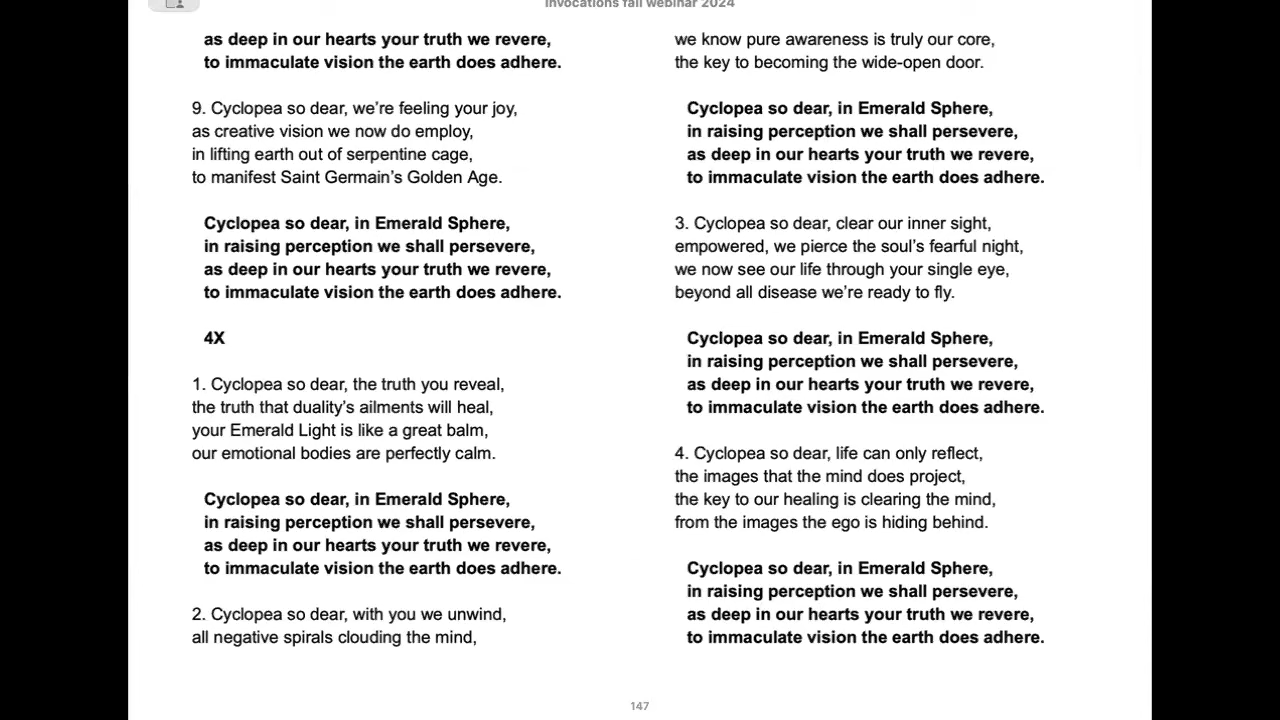 Invocations fall webinar 2024
as deep in our hearts your truth we revere,
to immaculate vision the earth does adhere.
9. Cyclopea so dear, we’re feeling your joy,
as creative vision we now do employ,
in lifting earth out of serpentine cage,
to manifest Saint Germain’s Golden Age.
Cyclopea so dear, in Emerald Sphere,
in raising perception we shall persevere,
as deep in our hearts your truth we revere,
to immaculate vision the earth does adhere.
4X
1. Cyclopea so dear, the truth you reveal,
the truth that duality’s ailments will heal,
your Emerald Light is like a great balm,
our emotional bodies are perfectly calm.
Cyclopea so dear, in Emerald Sphere,
in raising perception we shall persevere,
as deep in our hearts your truth we revere,
to immaculate vision the earth does adhere.
2. Cyclopea so dear, with you we unwind,
all negative spirals clouding the mind,
we know pure awareness is truly our core,
the key to becoming the wide-open door.
Cyclopea so dear, in Emerald Sphere,
in raising perception we shall persevere,
as deep in our hearts your truth we revere,
to immaculate vision the earth does adhere.
3. Cyclopea so dear, clear our inner sight,
empowered, we pierce the soul’s fearful night,
we now see our life through your single eye,
beyond all disease we’re ready to fly.
Cyclopea so dear, in Emerald Sphere,
in raising perception we shall persevere,
as deep in our hearts your truth we revere,
to immaculate vision the earth does adhere.
4. Cyclopea so dear, life can only reflect,
the images that the mind does project,
the key to our healing is clearing the mind,
from the images the ego is hiding behind.
Cyclopea so dear, in Emerald Sphere,
in raising perception we shall persevere,
as deep in our hearts your truth we revere,
to immaculate vision the earth does adhere.
147